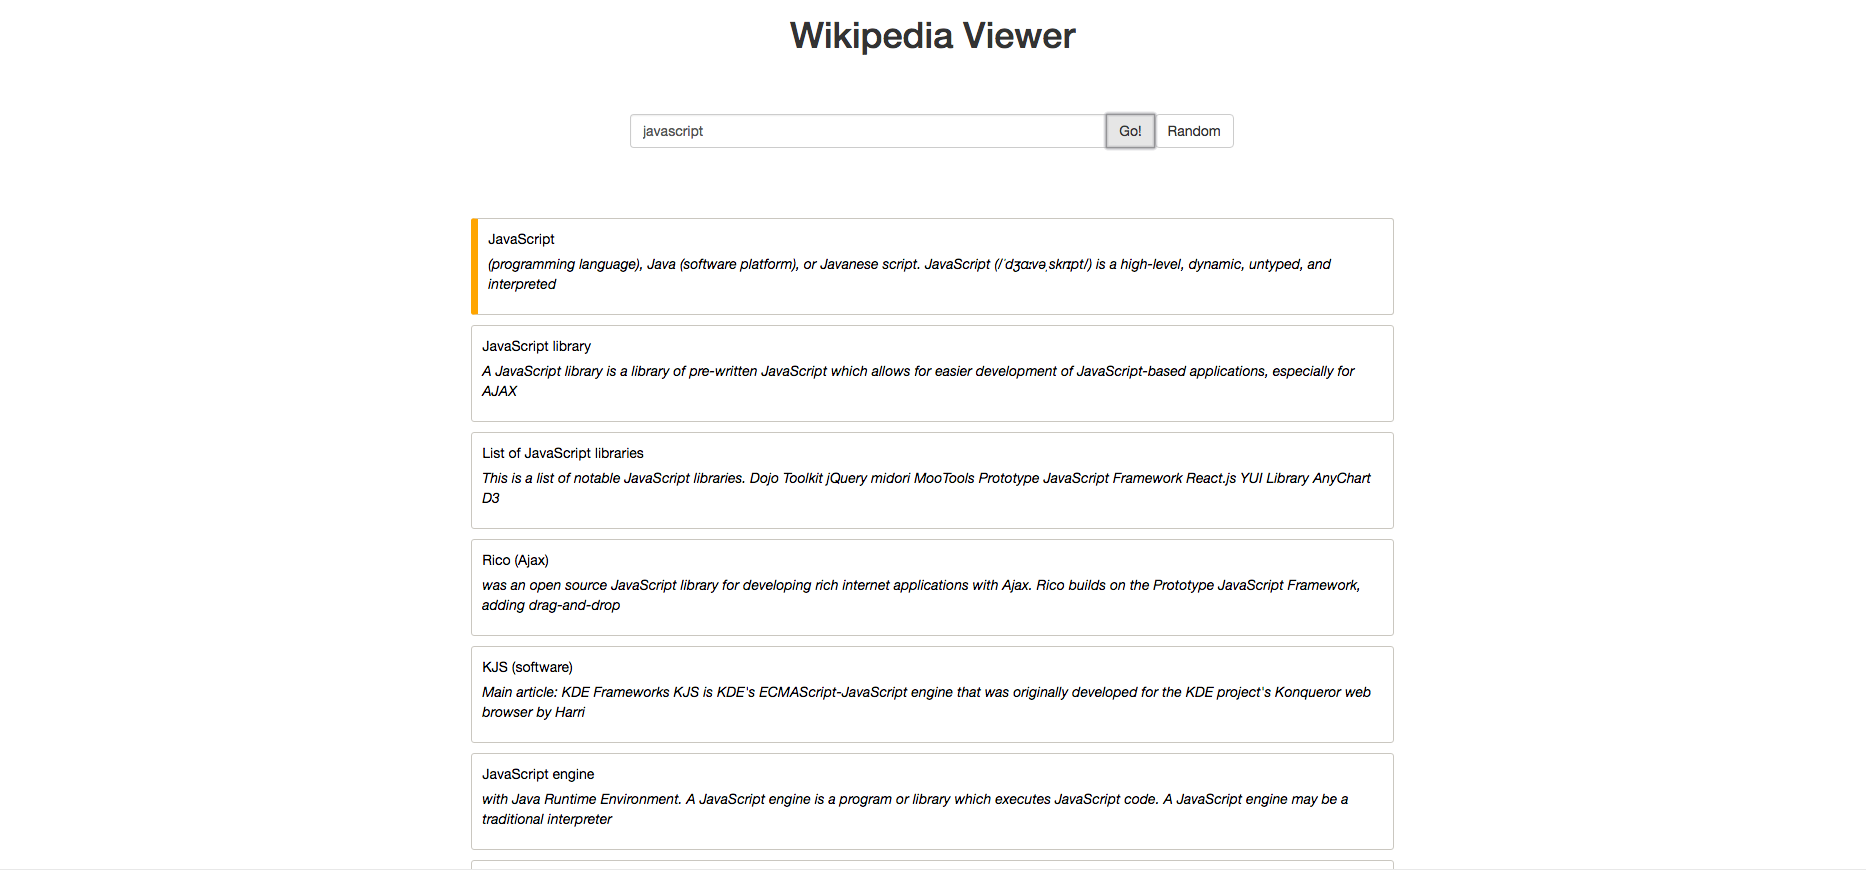 Wikipedia Viewer
javascript
Go!
Random
JavaScript
(programming language), Java (software platform), or Javanese script. JavaScript (/ˈdʒɑːvəˌskrɪpt/) is a high-level, dynamic, untyped, and
interpreted
JavaScript library
A JavaScript library is a library of pre-written JavaScript which allows for easier development of JavaScript-based applications, especially for
AJAX
List of JavaScript libraries
This is a list of notable JavaScript libraries. Dojo Toolkit jQuery midori MooTools Prototype JavaScript Framework React.js YUI Library AnyChart
D3
Rico (Ajax)
was an open source JavaScript library for developing rich internet applications with Ajax. Rico builds on the Prototype JavaScript Framework,
adding drag-and-drop
KJS (software)
Main article: KDE Frameworks KJS is KDE's ECMAScript-JavaScript engine that was originally developed for the KDE project's Konqueror web
browser by Harri
JavaScript engine
with Java Runtime Environment. A JavaScript engine is a program or library which executes JavaScript code. A JavaScript engine may be a
traditional interpreter